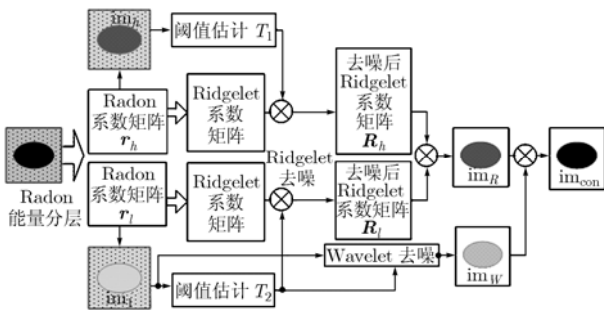 im_h
阈值估计 T_1
Radon
系数矩阵
r_h
Ridgelet
系数
矩阵
去噪后
Ridgelet
系数
矩阵
R_h
Radon
能量分层
Radon
系数矩阵
r_l
Ridgelet
系数
矩阵
Ridgelet
去噪
去噪后
Ridgelet
系数矩阵
R_l
im_R
im_con
im_l
阈值估计 T_2
Wavelet 去噪
im_W